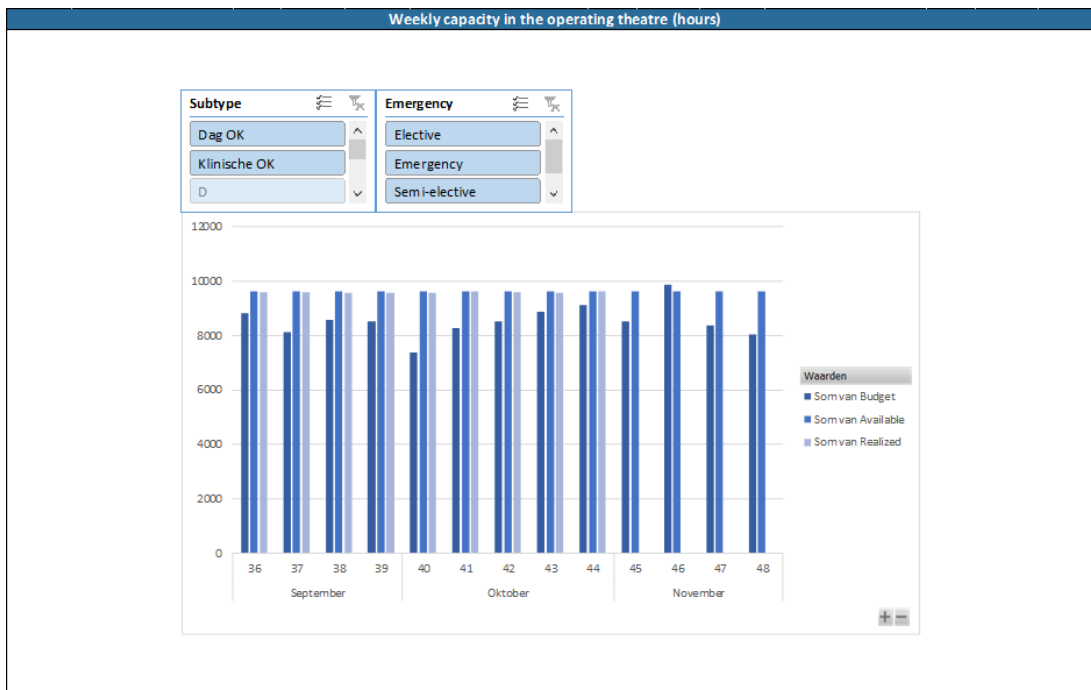 Weekly capacity in the operating theatre (hours)
Subtype
Dag OK
Klinische OK
D
Emergency
Elective
Emergency
Semi-elective
12000
10000
8000
6000
4000
2000
0
36 37 38 39 40 41 42 43 44 45 46 47 48
September Oktober November
Waarden
Som van Budget
Som van Available
Som van Realized